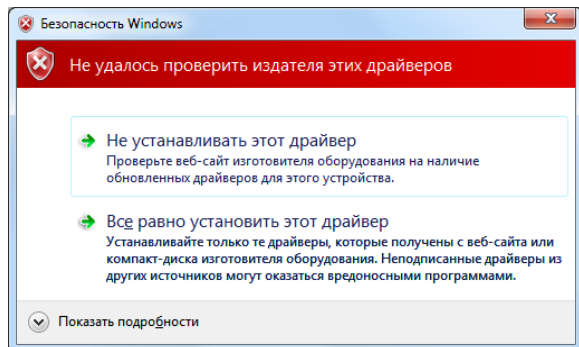 Безопасность Windows
Не удалось проверить издателя этих драйверов
Не устанавливать этот драйвер
Проверьте веб-сайт изготовителя оборудования на наличие
обновленных драйверов для этого устройства.
Все равно установить этот драйвер
Устанавливайте только те драйверы, которые получены с веб-сайта или
компакт-диска изготовителя оборудования. Неподписанные драйверы из
других источников могут оказаться вредоносными программами.
Показать подробности